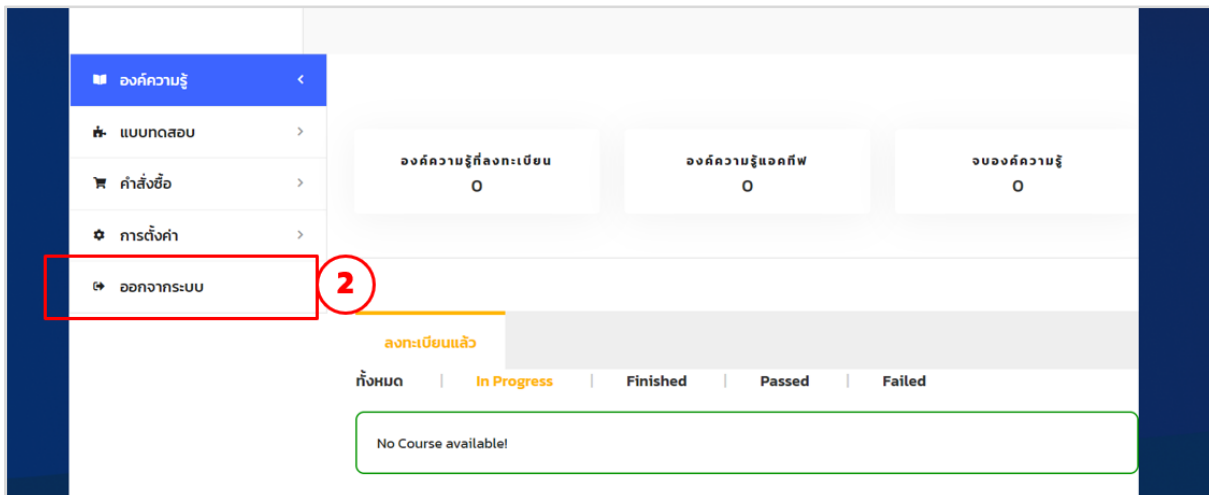 องค์ความรู้
แบบทดสอบ
คำสั่งซื้อ
การตั้งค่า
ออกจากระบบ
2
องค์ความรู้ที่ลงทะเบียน
0
องค์ความรู้แอคทีฟ
0
จบองค์ความรู้
0
ลงทะเบียนแล้ว
ทั้งหมด | In Progress | Finished | Passed | Failed
No Course available!